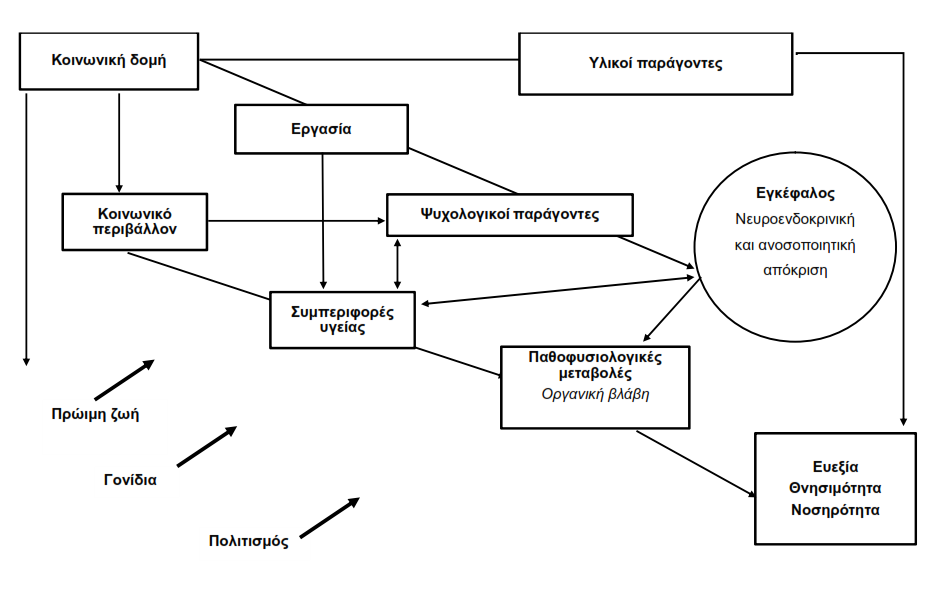 Κοινωνική δομή
Υλικοί παράγοντες
Εργασία
Κοινωνικό
περιβάλλον
Ψυχολογικοί παράγοντες
Εγκέφαλος
Νευροενδοκρινική
και ανοσοποιητική
απόκριση
Συμπεριφορές
υγείας
Παθοφυσιολογικές
μεταβολές
Οργανική βλάβη
Πρώιμη ζωή
Γονίδια
Πολιτισμός
Ευεξία
Θνησιμότητα
Νοσηρότητα